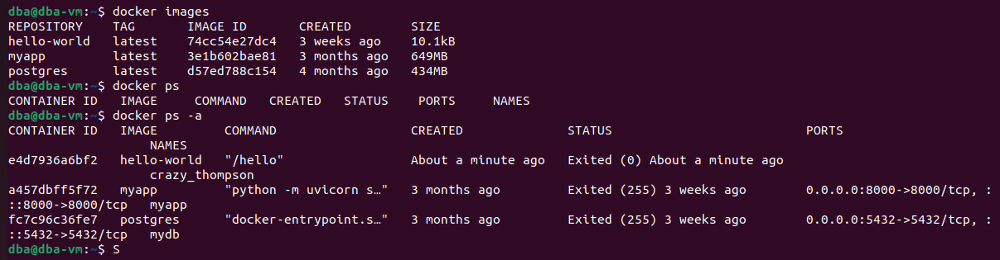 dba@dba-vm:~$ docker images
REPOSITORY    TAG       IMAGE ID       CREATED        SIZE
hello-world   latest    74cc54e27dc4   3 weeks ago    10.1kB
myapp         latest    3e1b602bae81   3 months ago   649MB
postgres      latest    d57ed788c154   4 months ago   434MB
dba@dba-vm:~$ docker ps
CONTAINER ID   IMAGE     COMMAND   CREATED   STATUS    PORTS     NAMES
dba@dba-vm:~$ docker ps -a
CONTAINER ID   IMAGE         COMMAND                  CREATED              STATUS                          PORTS
                   NAMES
e4d7936a6bf2   hello-world   "/hello"                 About a minute ago   Exited (0) About a minute ago
                   crazy_thompson
a457dbff5f72   myapp         "python -m uvicorn s…"   3 months ago         Exited (255) 3 weeks ago        0.0.0.0:8000->8000/tcp, :
::8000->8000/tcp   myapp
fc7c96c36fe7   postgres      "docker-entrypoint.s…"   3 months ago         Exited (255) 3 weeks ago        0.0.0.0:5432->5432/tcp, :
::5432->5432/tcp   mydb
dba@dba-vm:~$ S